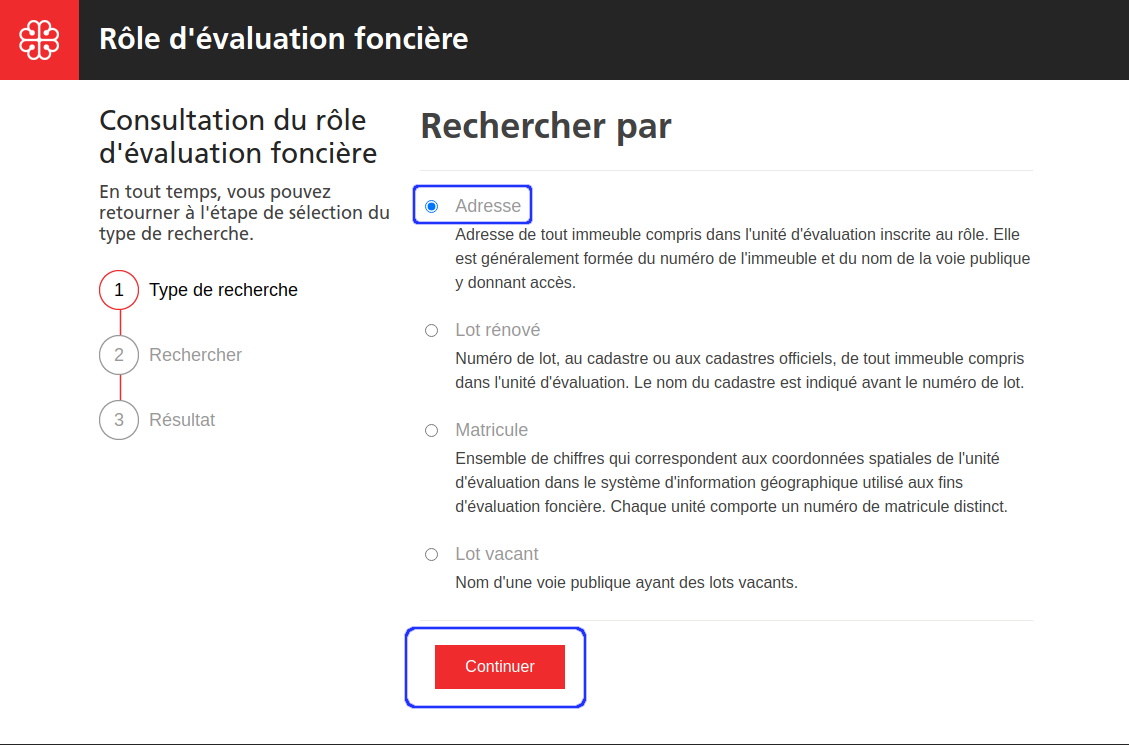 Rôle d'évaluation foncière
Consultation du rôle
d'évaluation foncière
En tout temps, vous pouvez
retourner à l'étape de sélection du
type de recherche.
1 Type de recherche
2 Rechercher
3 Résultat
Rechercher par
Adresse
Adresse de tout immeuble compris dans l'unité d'évaluation inscrite au rôle. Elle
est généralement formée du numéro de l'immeuble et du nom de la voie publique
y donnant accès.
Lot rénové
Numéro de lot, au cadastre ou aux cadastres officiels, de tout immeuble compris
dans l'unité d'évaluation. Le nom du cadastre est indiqué avant le numéro de lot.
Matricule
Ensemble de chiffres qui correspondent aux coordonnées spatiales de l'unité
d'évaluation dans le système d'information géographique utilisé aux fins
d'évaluation foncière. Chaque unité comporte un numéro de matricule distinct.
Lot vacant
Nom d'une voie publique ayant des lots vacants.
Continuer